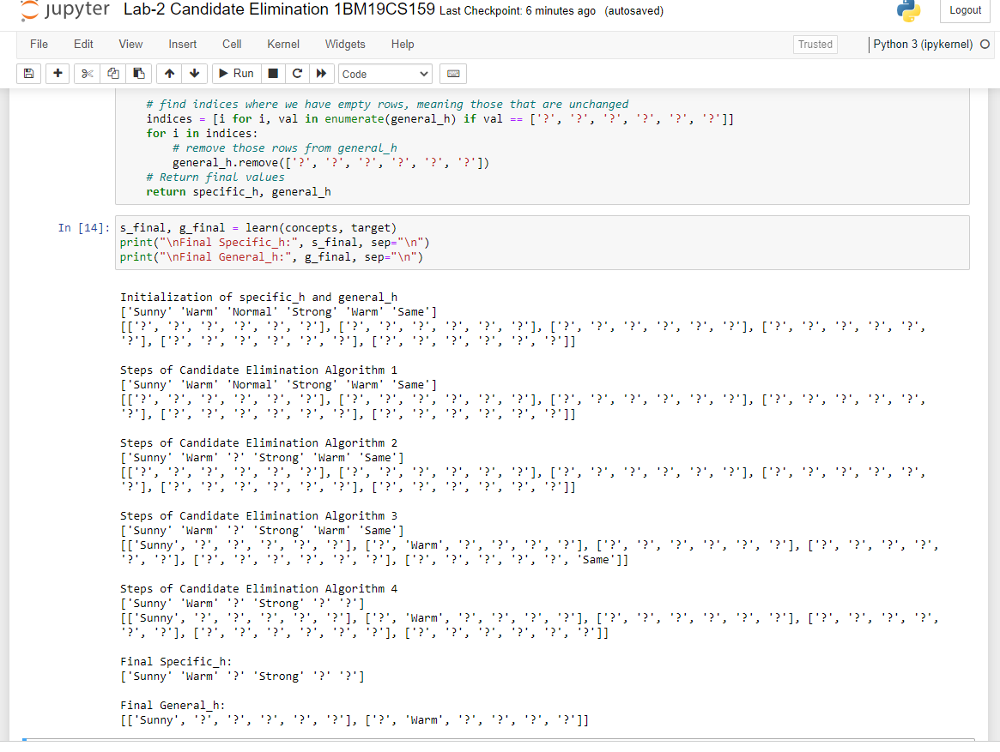 jupyter Lab-2 Candidate Elimination 1BM19CS159 Last Checkpoint: 6 minutes ago (autosaved) Logout
File Edit View Insert Cell Kernel Widgets Help Trusted Python 3 (ipykernel)
Run Code
# find indices where we have empty rows, meaning those that are unchanged
indices = [i for i, val in enumerate(general_h) if val == ['?', '?', '?', '?', '?', '?']]
for i in indices:
# remove those rows from general_h
general_h.remove(['?', '?', '?', '?', '?', '?'])
# Return final values
return specific_h, general_h
In [14]: s_final, g_final = learn(concepts, target)
print("\nFinal Specific_h:", s_final, sep="\n")
print("\nFinal General_h:", g_final, sep="\n")
Initialization of specific_h and general_h
['Sunny' 'Warm' 'Normal' 'Strong' 'Warm' 'Same']
[['?', '?', '?', '?', '?', '?'], ['?', '?', '?', '?', '?', '?'], ['?', '?', '?', '?', '?', '?'], ['?', '?', '?', '?', '?',
'?'], ['?', '?', '?', '?', '?', '?'], ['?', '?', '?', '?', '?', '?']]
Steps of Candidate Elimination Algorithm 1
['Sunny' 'Warm' 'Normal' 'Strong' 'Warm' 'Same']
[['?', '?', '?', '?', '?', '?'], ['?', '?', '?', '?', '?', '?'], ['?', '?', '?', '?', '?', '?'], ['?', '?', '?', '?', '?',
'?'], ['?', '?', '?', '?', '?', '?'], ['?', '?', '?', '?', '?', '?']]
Steps of Candidate Elimination Algorithm 2
['Sunny' 'Warm' '?' 'Strong' 'Warm' 'Same']
[['?', '?', '?', '?', '?', '?'], ['?', '?', '?', '?', '?', '?'], ['?', '?', '?', '?', '?', '?'], ['?', '?', '?', '?', '?',
'?'], ['?', '?', '?', '?', '?', '?'], ['?', '?', '?', '?', '?', '?']]
Steps of Candidate Elimination Algorithm 3
['Sunny' 'Warm' '?' 'Strong' 'Warm' 'Same']
[['Sunny', '?', '?', '?', '?', '?'], ['?', 'Warm', '?', '?', '?', '?'], ['?', '?', '?', '?', '?', '?'], ['?', '?', '?', '?',
'?', '?'], ['?', '?', '?', '?', '?', '?'], ['?', '?', '?', '?', '?', 'Same']]
Steps of Candidate Elimination Algorithm 4
['Sunny' 'Warm' '?' 'Strong' '?' '?']
[['Sunny', '?', '?', '?', '?', '?'], ['?', 'Warm', '?', '?', '?', '?'], ['?', '?', '?', '?', '?', '?'], ['?', '?', '?', '?',
'?', '?'], ['?', '?', '?', '?', '?', '?'], ['?', '?', '?', '?', '?', '?']]
Final Specific_h:
['Sunny' 'Warm' '?' 'Strong' '?' '?']
Final General_h:
[['Sunny', '?', '?', '?', '?', '?'], ['?', 'Warm', '?', '?', '?', '?']]